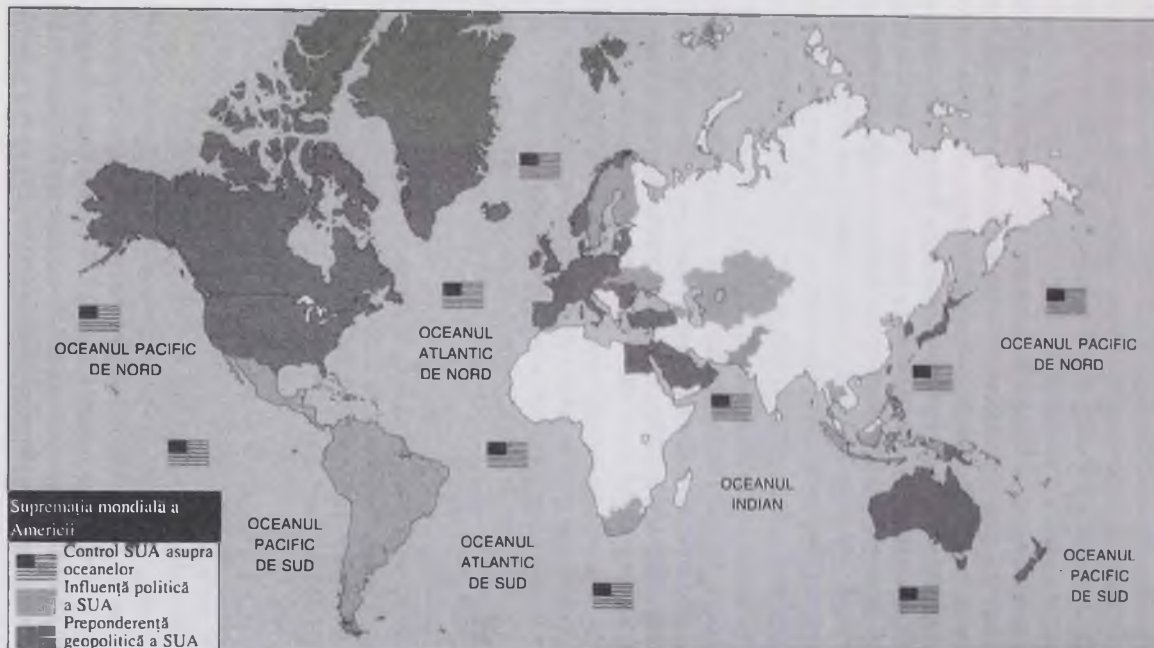 OCEANUL PACIFIC
DE NORD
OCEANUL
ATLANTIC
DE NORD
OCEANUL PACIFIC
DE NORD
OCEANUL
INDIAN
OCEANUL
PACIFIC
DE SUD
OCEANUL
ATLANTIC
DE SUD
OCEANUL
PACIFIC
DE SUD
Supremația mondială a
Americii
Control SUA asupra
oceanelor
Influență politică
a SUA
Preponderență
geopolitică a SUA